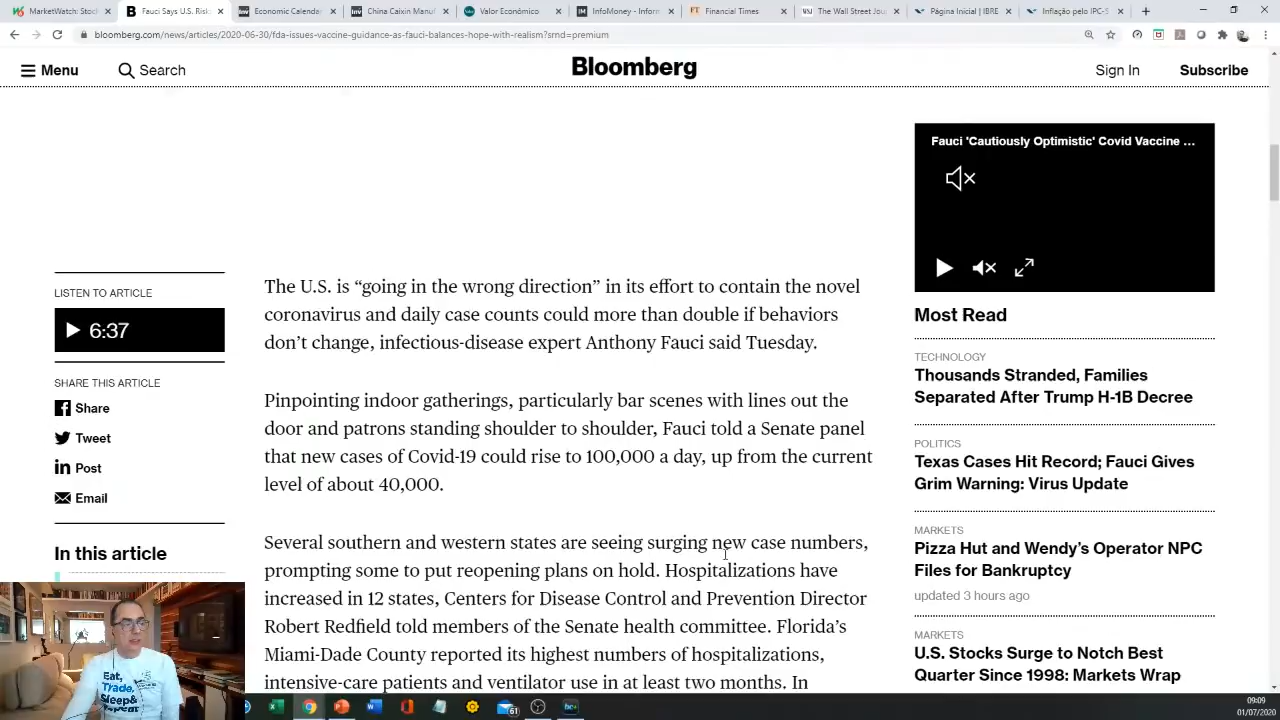 MarketWatch: Stock
Fauci Says U.S. Risk
Economic Calendar
China Caixin Manuf
Valor Econômico
InfoMoney - Inform
Financial Times
The Wall Street Jou
Página Inicial | IBRE
Inflação pelo IPC-S
bloomberg.com/news/articles/2020-06-30/fda-issues-vaccine-guidance-as-fauci-balances-hope-with-realism?srnd=premium
Menu
Search
Bloomberg
Sign In
Subscribe
Fauci 'Cautiously Optimistic' Covid Vaccine ...
LISTEN TO ARTICLE
6:37
SHARE THIS ARTICLE
Share
Tweet
Post
Email
In this article
The U.S. is “going in the wrong direction” in its effort to contain the novel
coronavirus and daily case counts could more than double if behaviors
don’t change, infectious-disease expert Anthony Fauci said Tuesday.
Pinpointing indoor gatherings, particularly bar scenes with lines out the
door and patrons standing shoulder to shoulder, Fauci told a Senate panel
that new cases of Covid-19 could rise to 100,000 a day, up from the current
level of about 40,000.
Several southern and western states are seeing surging new case numbers,
prompting some to put reopening plans on hold. Hospitalizations have
increased in 12 states, Centers for Disease Control and Prevention Director
Robert Redfield told members of the Senate health committee. Florida’s
Miami-Dade County reported its highest numbers of hospitalizations,
intensive-care patients and ventilator use in at least two months. In
Most Read
TECHNOLOGY
Thousands Stranded, Families
Separated After Trump H-1B Decree
POLITICS
Texas Cases Hit Record; Fauci Gives
Grim Warning: Virus Update
MARKETS
Pizza Hut and Wendy’s Operator NPC
Files for Bankruptcy
updated 3 hours ago
MARKETS
U.S. Stocks Surge to Notch Best
Quarter Since 1998: Markets Wrap
Eat,
Trade,
Sleep&
Repeat
61
09:09
01/07/2020